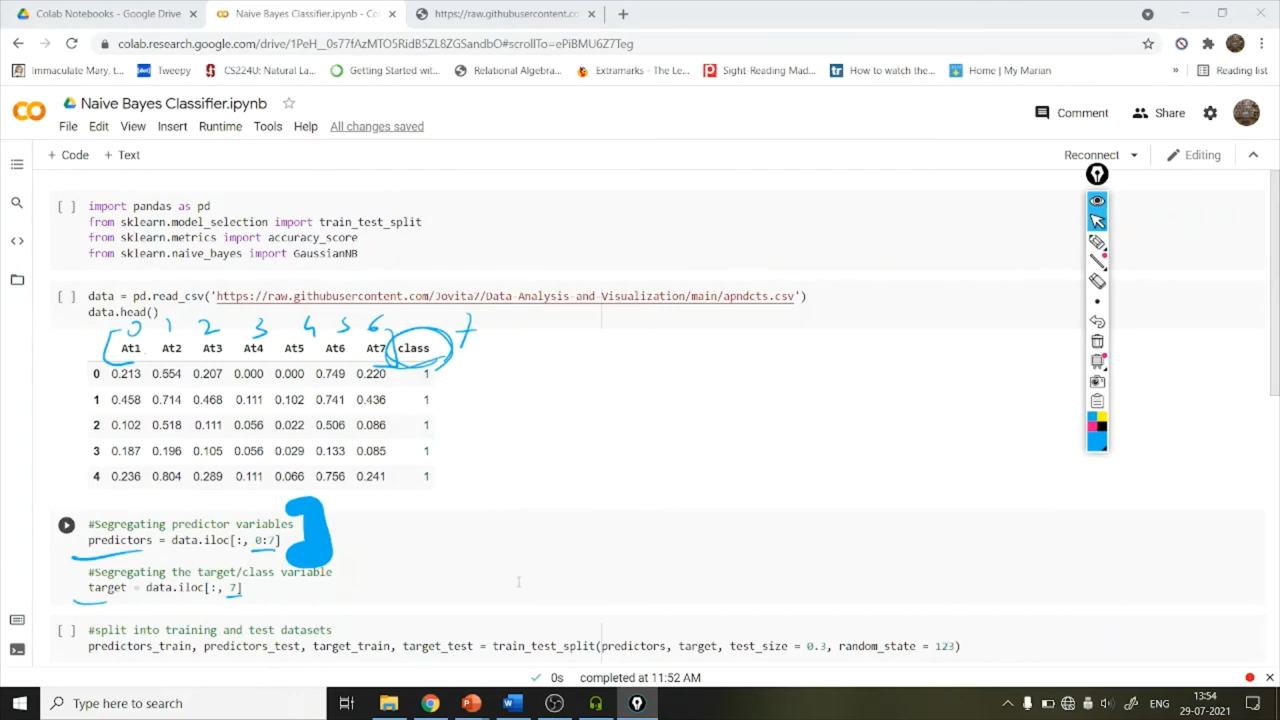 Colab Notebooks - Google Drive
Naive Bayes Classifier.ipynb - Co
https://raw.githubusercontent.co
colab.research.google.com/drive/1PeH__0s77fAzMTO5RidB5ZL8ZGSandbO#scrollTo=ePiBMU6Z7Teg
Immaculate Mary, t...
Tweepy
CS224U: Natural La...
Getting Started wit...
Relational Algebra...
Extramarks - The Le...
Sight-Reading Mad...
How to watch the...
Home | My Marian
»
Reading list
Naive Bayes Classifier.ipynb
Comment
Share
File Edit View Insert Runtime Tools Help All changes saved
+ Code + Text
Reconnect
Editing
[ ] import pandas as pd
from sklearn.model_selection import train_test_split
from sklearn.metrics import accuracy_score
from sklearn.naive_bayes import GaussianNB
[ ] data = pd.read_csv('https://raw.githubusercontent.com/Jovita7/Data-Analysis-and-Visualization/main/apndcts.csv')
data.head()
0 1 2 3 4 5 6 7
At1 At2 At3 At4 At5 At6 At7 class
0 0.213 0.554 0.207 0.000 0.000 0.749 0.220 1
1 0.458 0.714 0.468 0.111 0.102 0.741 0.436 1
2 0.102 0.518 0.111 0.056 0.022 0.506 0.086 1
3 0.187 0.196 0.105 0.056 0.029 0.133 0.085 1
4 0.236 0.804 0.289 0.111 0.066 0.756 0.241 1
#Segregating predictor variables
predictors = data.iloc[:, 0:7]
#Segregating the target/class variable
target = data.iloc[:, 7]
[ ] #split into training and test datasets
predictors_train, predictors_test, target_train, target_test = train_test_split(predictors, target, test_size = 0.3, random_state = 123)
0s completed at 11:52 AM
Type here to search
ENG
13:54
29-07-2021